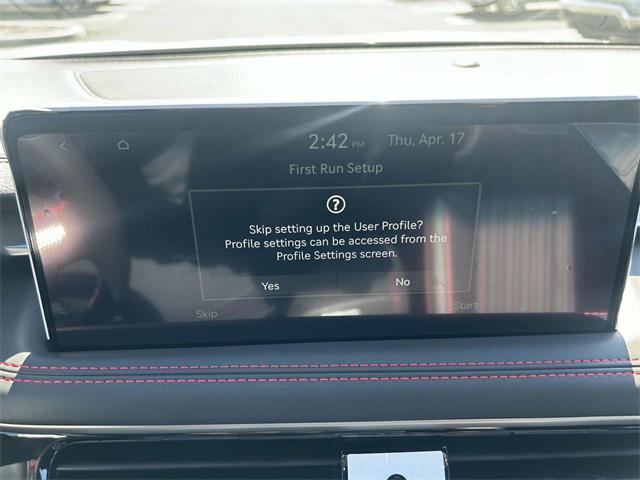 2:42 PM Thu, Apr. 17
First Run Setup
Skip setting up the User Profile?
Profile settings can be accessed from the
Profile Settings screen.
Yes No
Skip Start